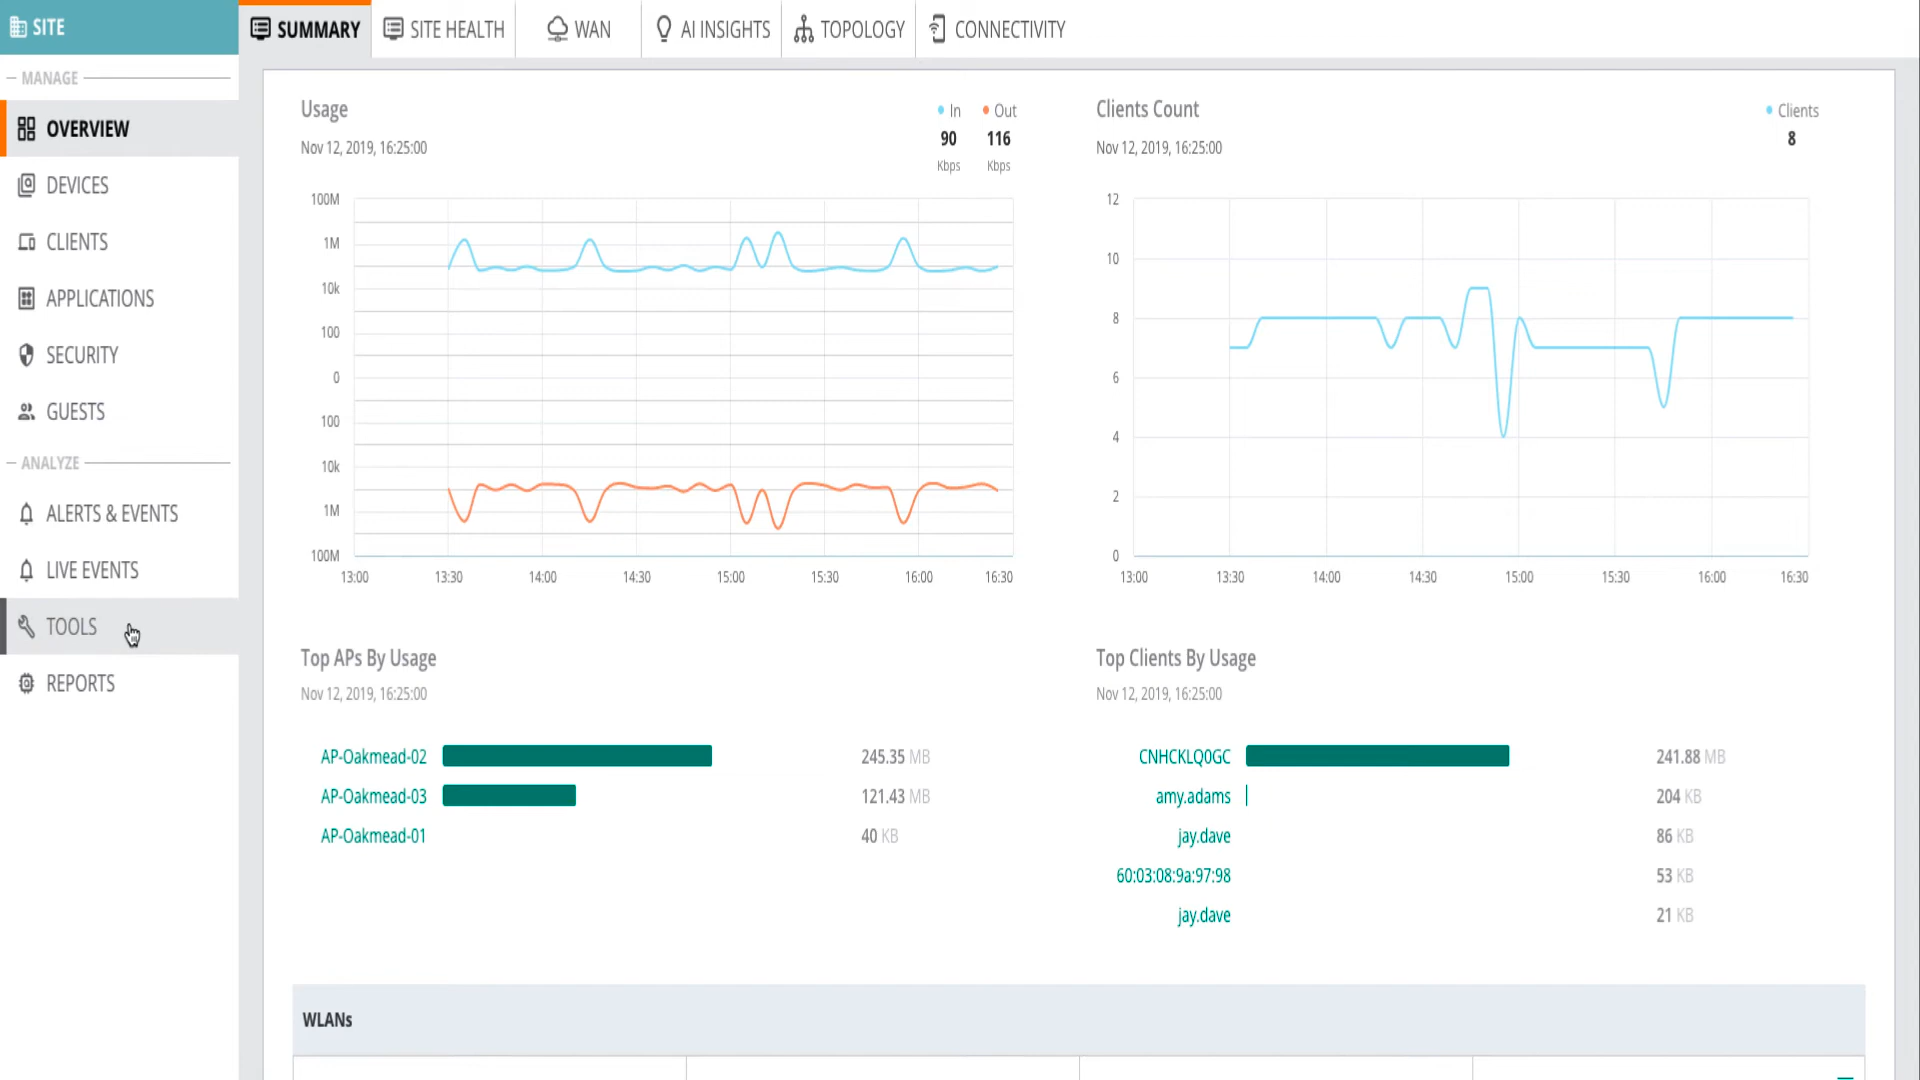 SITE
SUMMARY
SITE HEALTH
WAN
AI INSIGHTS
TOPOLOGY
CONNECTIVITY
MANAGE
OVERVIEW
DEVICES
CLIENTS
APPLICATIONS
SECURITY
GUESTS
ANALYZE
ALERTS & EVENTS
LIVE EVENTS
TOOLS
REPORTS
Usage
Nov 12, 2019, 16:25:00
In Out
90 116
Kbps Kbps
100M
1M
10k
100
0
100
10k
1M
100M
13:00 13:30 14:00 14:30 15:00 15:30 16:00 16:30
Clients Count
Nov 12, 2019, 16:25:00
Clients
8
12
10
8
6
4
2
0
13:00 13:30 14:00 14:30 15:00 15:30 16:00 16:30
Top APs By Usage
Nov 12, 2019, 16:25:00
AP-Oakmead-02 245.35 MB
AP-Oakmead-03 121.43 MB
AP-Oakmead-01 40 KB
Top Clients By Usage
Nov 12, 2019, 16:25:00
CNHCKLQ0GC 241.88 MB
amy.adams 204 KB
jay.dave 86 KB
60:03:08:9a:97:98 53 KB
jay.dave 21 KB
WLANs